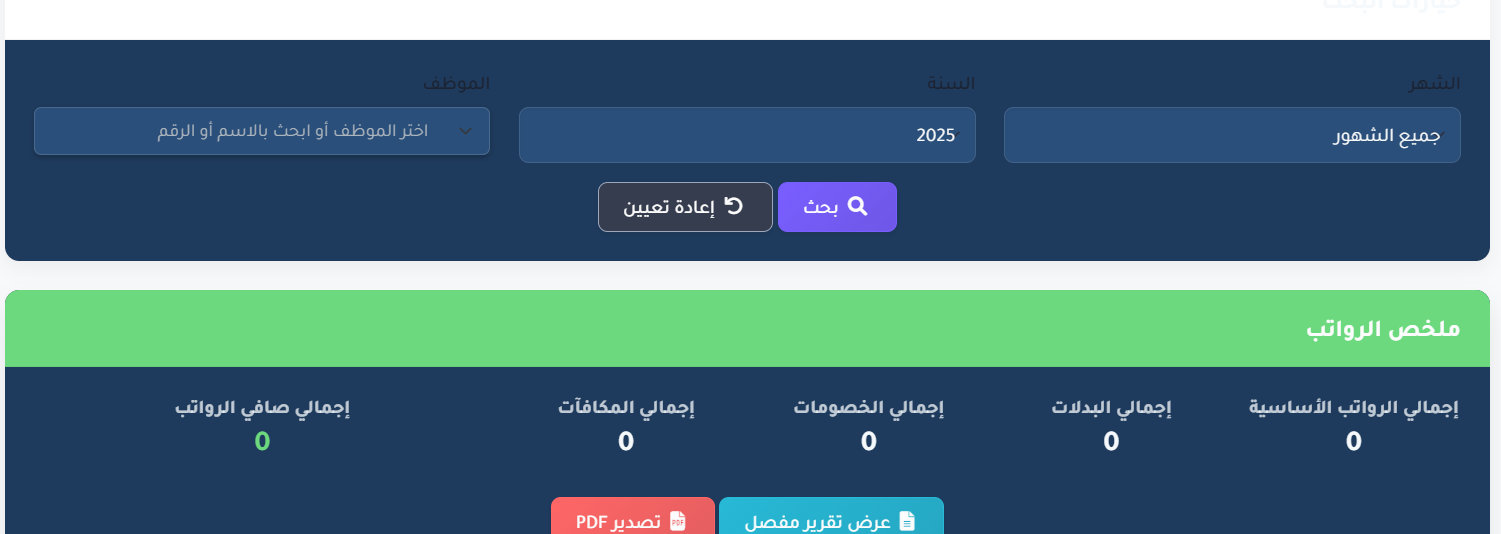 خيارات البحث
الشهر
السنة
الموظف
جميع الشهور
2025
اختر الموظف أو ابحث بالاسم أو الرقم
بحث
إعادة تعيين
ملخص الرواتب
إجمالي الرواتب الأساسية
إجمالي البدلات
إجمالي الخصومات
إجمالي المكافآت
إجمالي صافي الرواتب
0
0
0
0
0
عرض تقرير مفصل
تصدير PDF